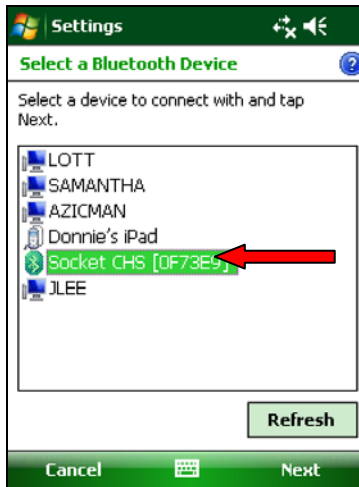 Settings
Select a Bluetooth Device
?
Select a device to connect with and tap
Next.
LOTT
SAMANTHA
AZICMAN
Donnie's iPad
Socket CHS [0F73E9]
JLEE
Refresh
Cancel Next